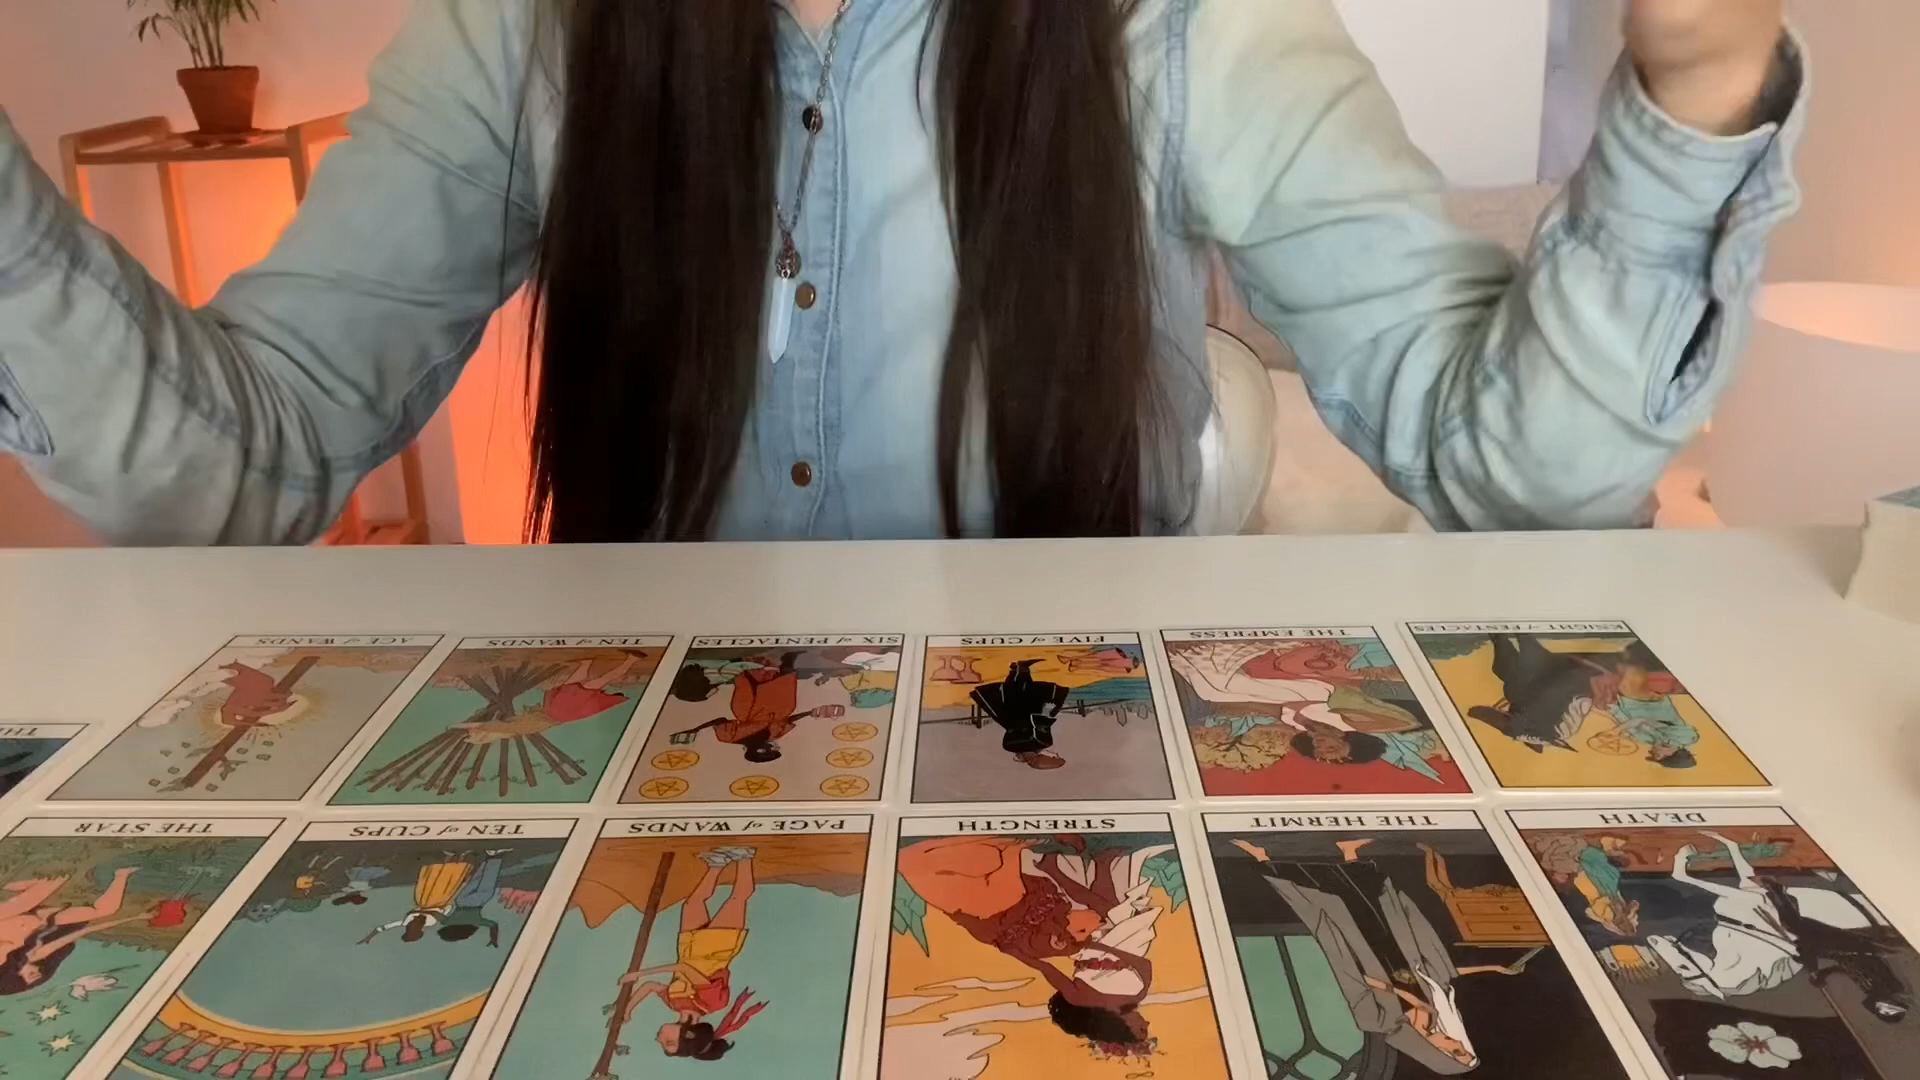 ACE of WANDS
TEN of WANDS
SIX of PENTACLES
FIVE of CUPS
THE EMPRESS
KNIGHT of PENTACLES
TH
THE STAR
TEN of CUPS
PAGE of WANDS
STRENGTH
THE HERMIT
DEATH